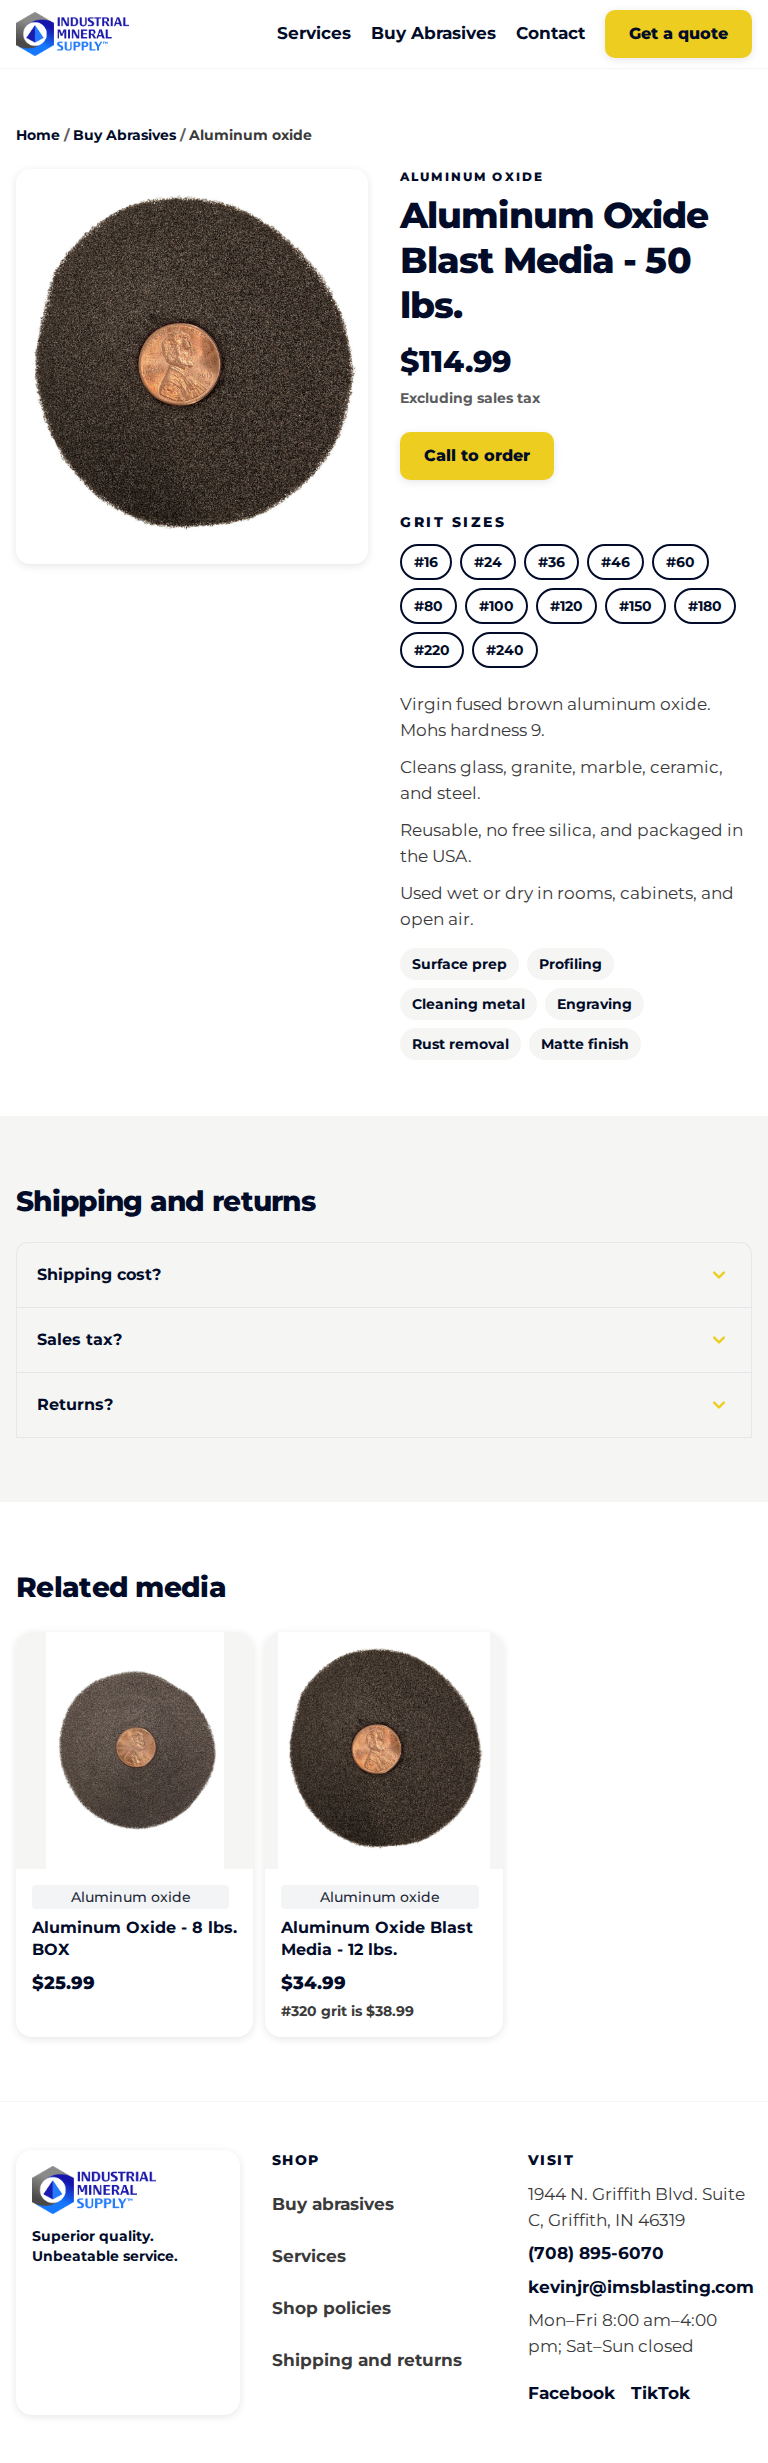 INDUSTRIAL
MINERAL
SUPPLY™
Services
Buy Abrasives
Contact
Get a quote
Home / Buy Abrasives / Aluminum oxide
ALUMINUM OXIDE
Aluminum Oxide
Blast Media - 50
lbs.
$114.99
Excluding sales tax
Call to order
GRIT SIZES
#16 #24 #36 #46 #60
#80 #100 #120 #150 #180
#220 #240
Virgin fused brown aluminum oxide.
Mohs hardness 9.
Cleans glass, granite, marble, ceramic,
and steel.
Reusable, no free silica, and packaged in
the USA.
Used wet or dry in rooms, cabinets, and
open air.
Surface prep Profiling
Cleaning metal Engraving
Rust removal Matte finish
Shipping and returns
Shipping cost?
Sales tax?
Returns?
Related media
Aluminum oxide
Aluminum Oxide - 8 lbs.
BOX
$25.99
Aluminum oxide
Aluminum Oxide Blast
Media - 12 lbs.
$34.99
#320 grit is $38.99
INDUSTRIAL
MINERAL
SUPPLY™
Superior quality.
Unbeatable service.
SHOP
Buy abrasives
Services
Shop policies
Shipping and returns
VISIT
1944 N. Griffith Blvd. Suite
C, Griffith, IN 46319
(708) 895-6070
kevinjr@imsblasting.com
Mon–Fri 8:00 am–4:00
pm; Sat–Sun closed
Facebook TikTok